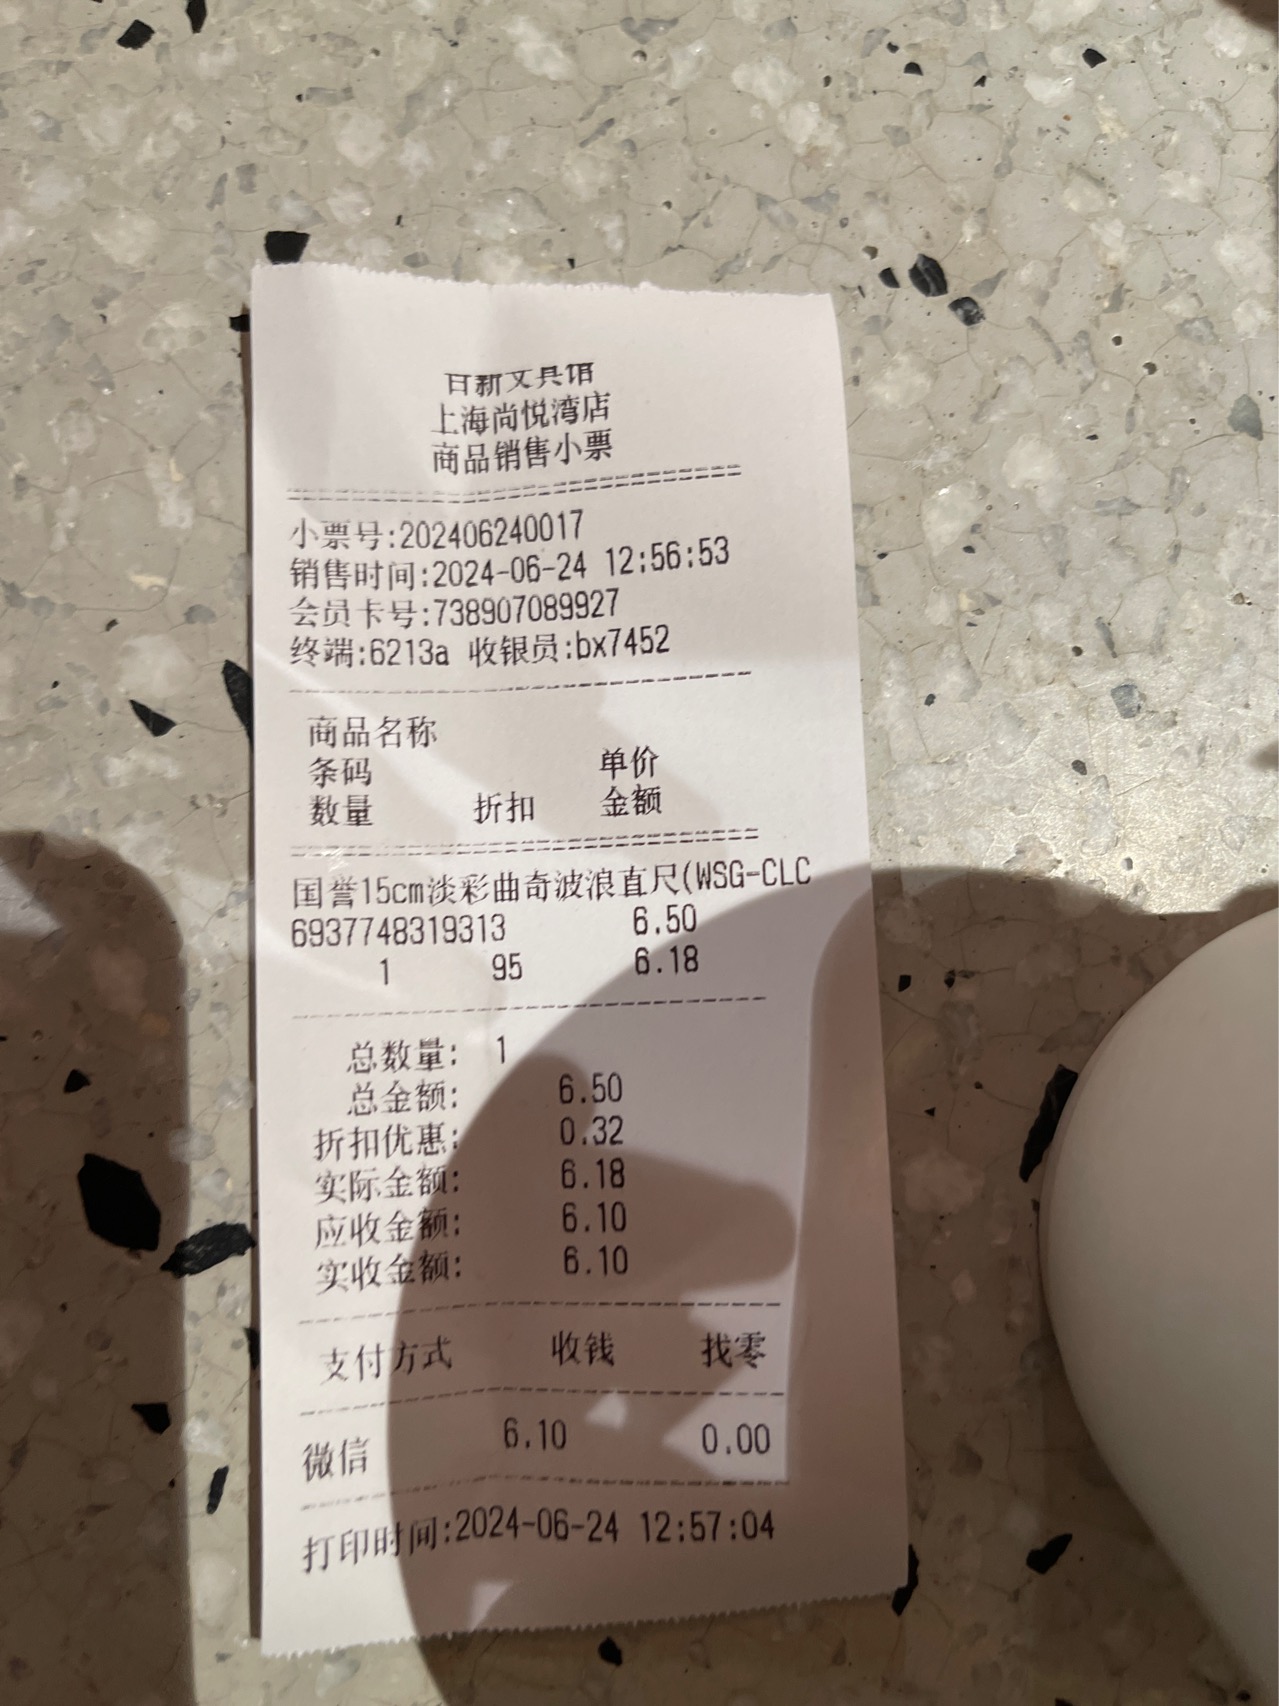 百新文具馆
上海尚悦湾店
商品销售小票
小票号:202406240017
销售时间:2024-06-24 12:56:53
会员卡号:738907089927
终端:6213a 收银员:bx7452
商品名称
条码 单价
数量 折扣 金额
国誉15cm淡彩曲奇波浪直尺(WSG-CLC
6937748319313 6.50
1 95 6.18
总数量: 1
总金额: 6.50
折扣优惠: 0.32
实际金额: 6.18
应收金额: 6.10
实收金额: 6.10
支付方式 收钱 找零
微信 6.10 0.00
打印时间:2024-06-24 12:57:04